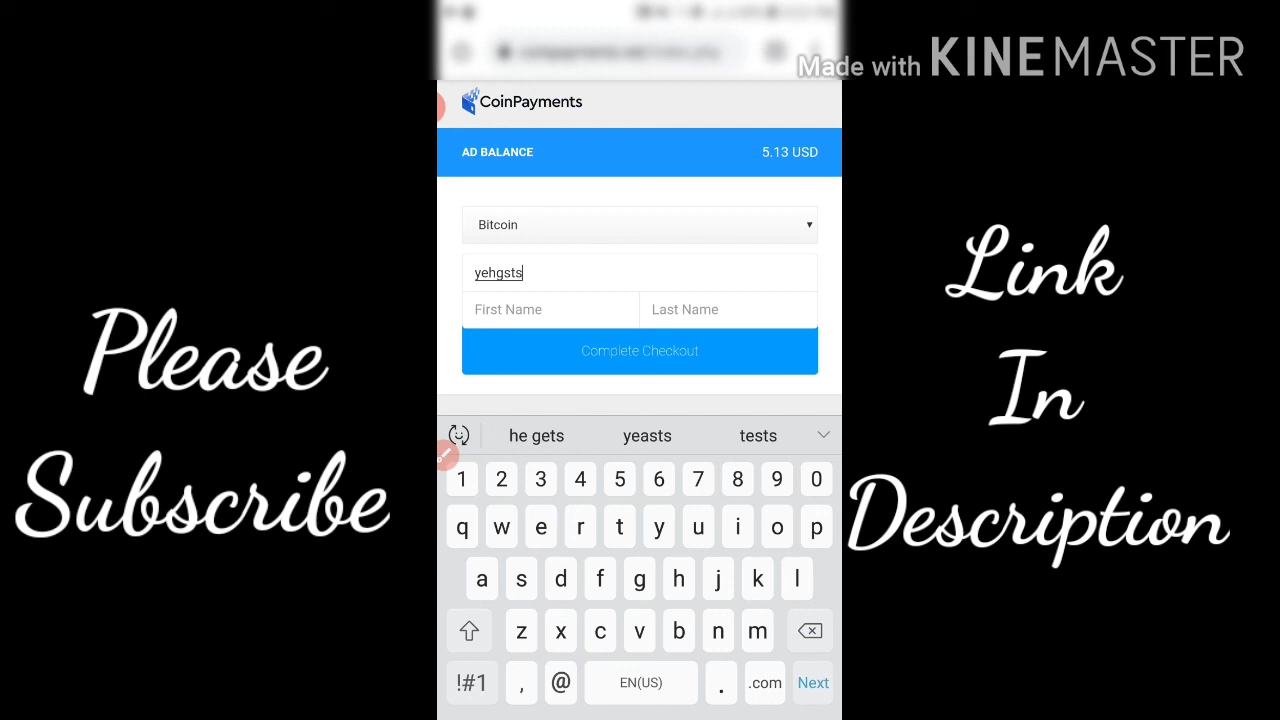 Made with KINEMASTER
CoinPayments
AD BALANCE 5.13 USD
Bitcoin
yehgsts
First Name Last Name
Complete Checkout
Please
Subscribe
Link
In
Description
he gets yeasts tests
1 2 3 4 5 6 7 8 9 0
q w e r t y u i o p
a s d f g h j k l
z x c v b n m
!#1 , @ EN(US) . .com Next